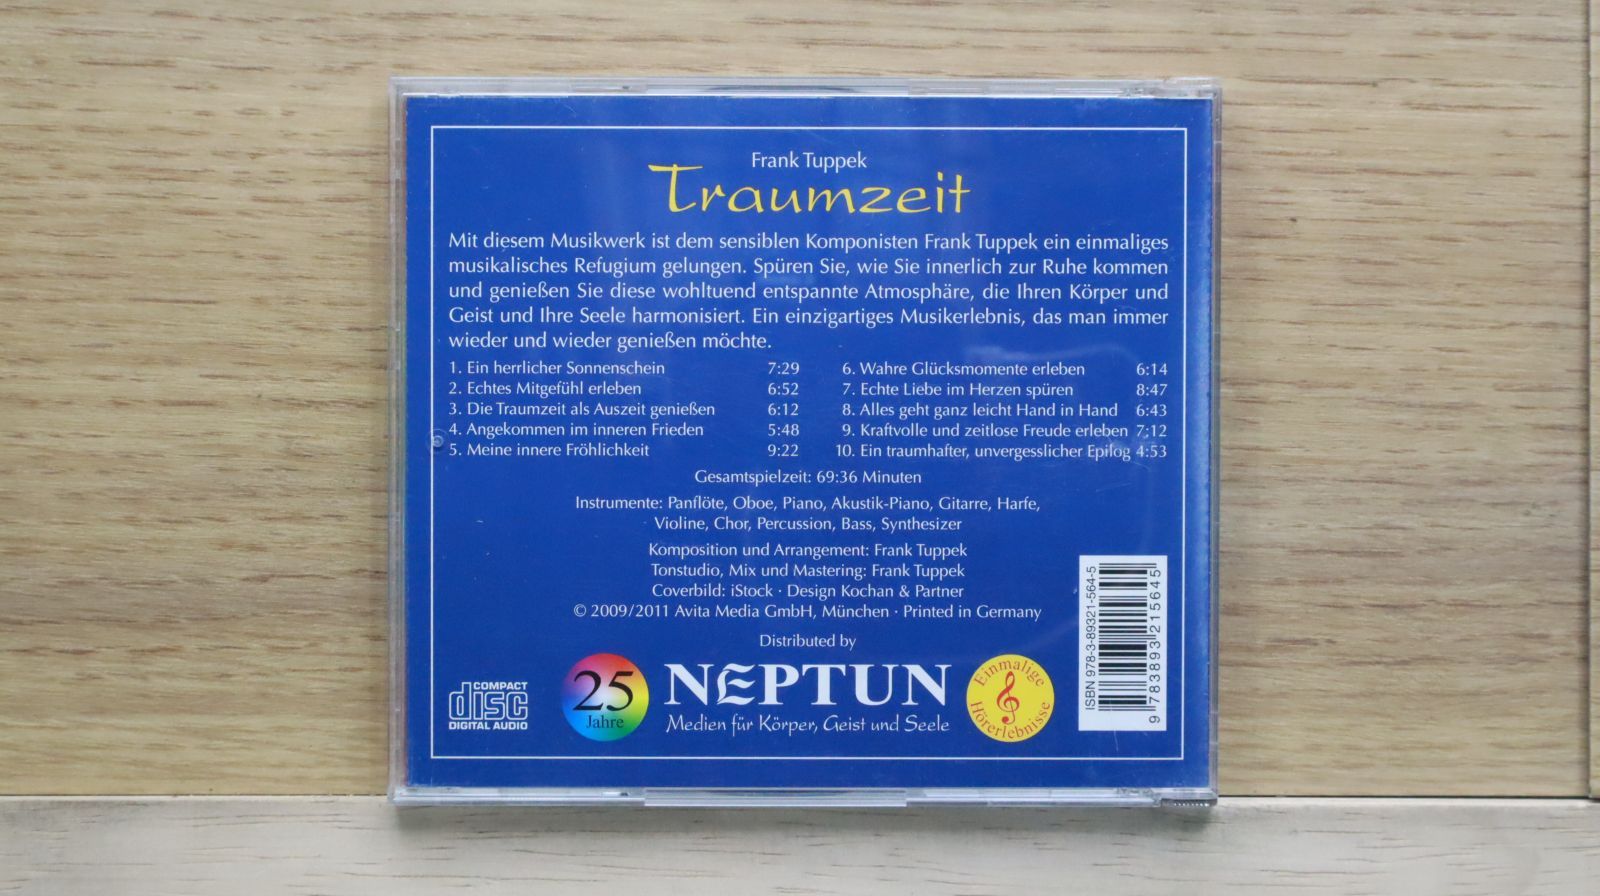 Frank Tuppek
Traumzeit
Mit diesem Musikwerk ist dem sensiblen Komponisten Frank Tuppek ein einmaliges
musikalisches Refugium gelungen. Spüren Sie, wie Sie innerlich zur Ruhe kommen
und genießen Sie diese wohltuend entspannte Atmosphäre, die Ihren Körper und
Geist und Ihre Seele harmonisiert. Ein einzigartiges Musikerlebnis, das man immer
wieder und wieder genießen möchte.
1. Ein herrlicher Sonnenschein 7:29
2. Echtes Mitgefühl erleben 6:52
3. Die Traumzeit als Auszeit genießen 6:12
4. Angekommen im inneren Frieden 5:48
5. Meine innere Fröhlichkeit 9:22
6. Wahre Glücksmomente erleben 6:14
7. Echte Liebe im Herzen spüren 8:47
8. Alles geht ganz leicht Hand in Hand 6:43
9. Kraftvolle und zeitlose Freude erleben 7:12
10. Ein traumhafter, unvergesslicher Epilog 4:53
Gesamtspielzeit: 69:36 Minuten
Instrumente: Panflöte, Oboe, Piano, Akustik-Piano, Gitarre, Harfe,
Violine, Chor, Percussion, Bass, Synthesizer
Komposition und Arrangement: Frank Tuppek
Tonstudio, Mix und Mastering: Frank Tuppek
Coverbild: iStock · Design Kochan & Partner
© 2009/2011 Avita Media GmbH, München · Printed in Germany
Distributed by
COMPACT
disc
DIGITAL AUDIO
25
Jahre
NEPTUN
Medien für Körper, Geist und Seele
Einmalige
Hörerlebnisse
ISBN 978-3-89321-564-5
9 783893 215645